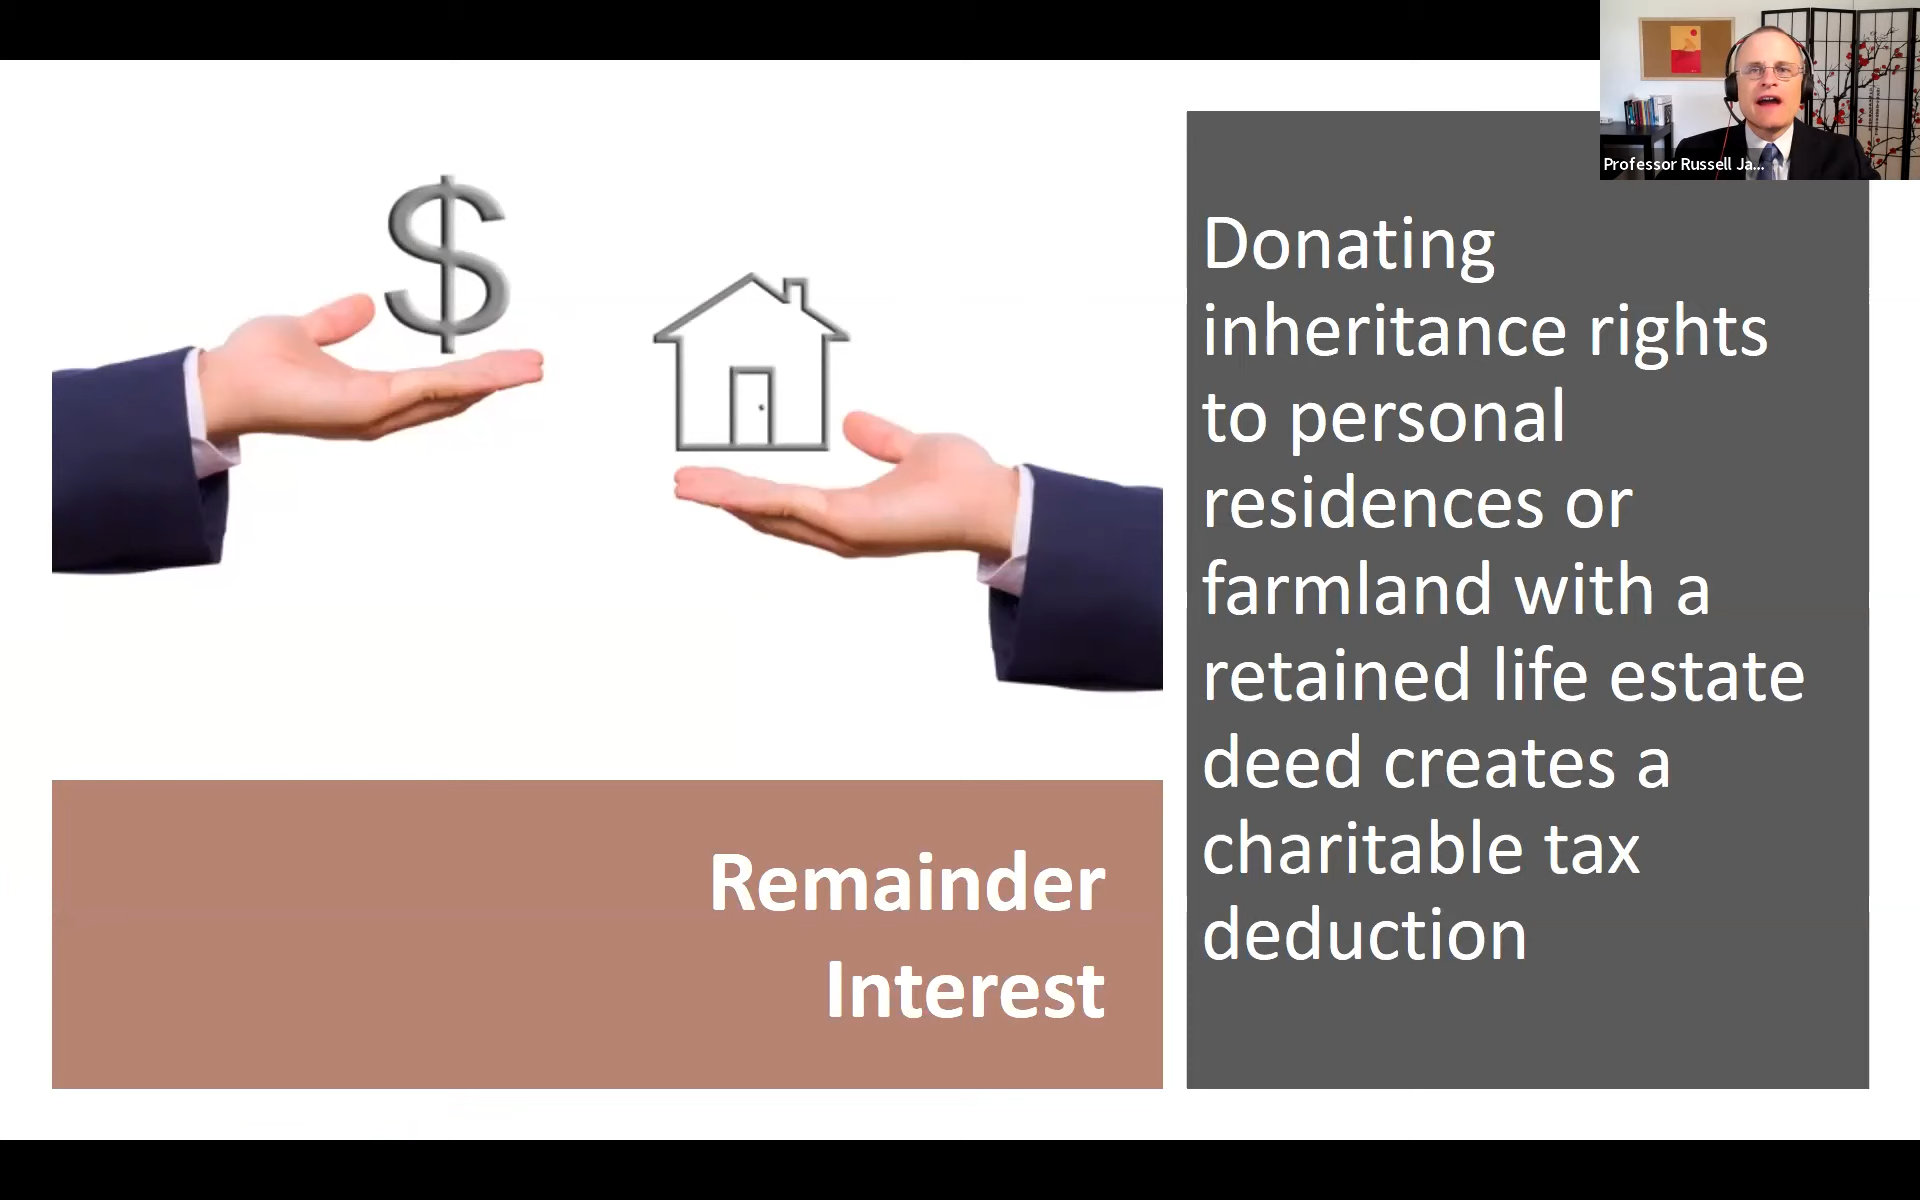 Professor Russell Ja...
Donating
inheritance rights
to personal
residences or
farmland with a
retained life estate
deed creates a
charitable tax
deduction
Remainder
Interest